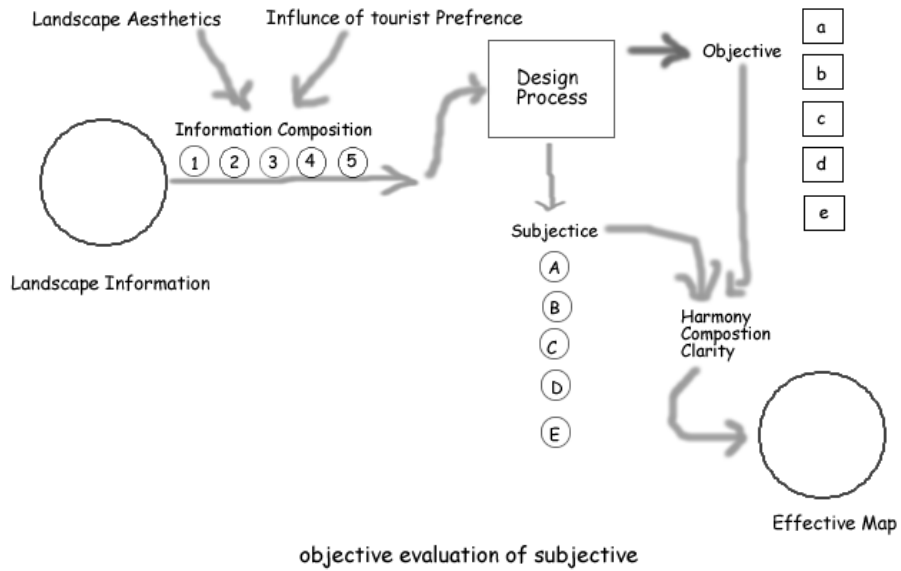 Landscape Aesthetics
Influnce of tourist Prefrence
a
Design
Process
Objective
b
c
Information Composition
1 2 3 4 5
d
e
Subjectice
A
Landscape Information
B
Harmony
Compostion
Clarity
C
D
E
Effective Map
objective evaluation of subjective